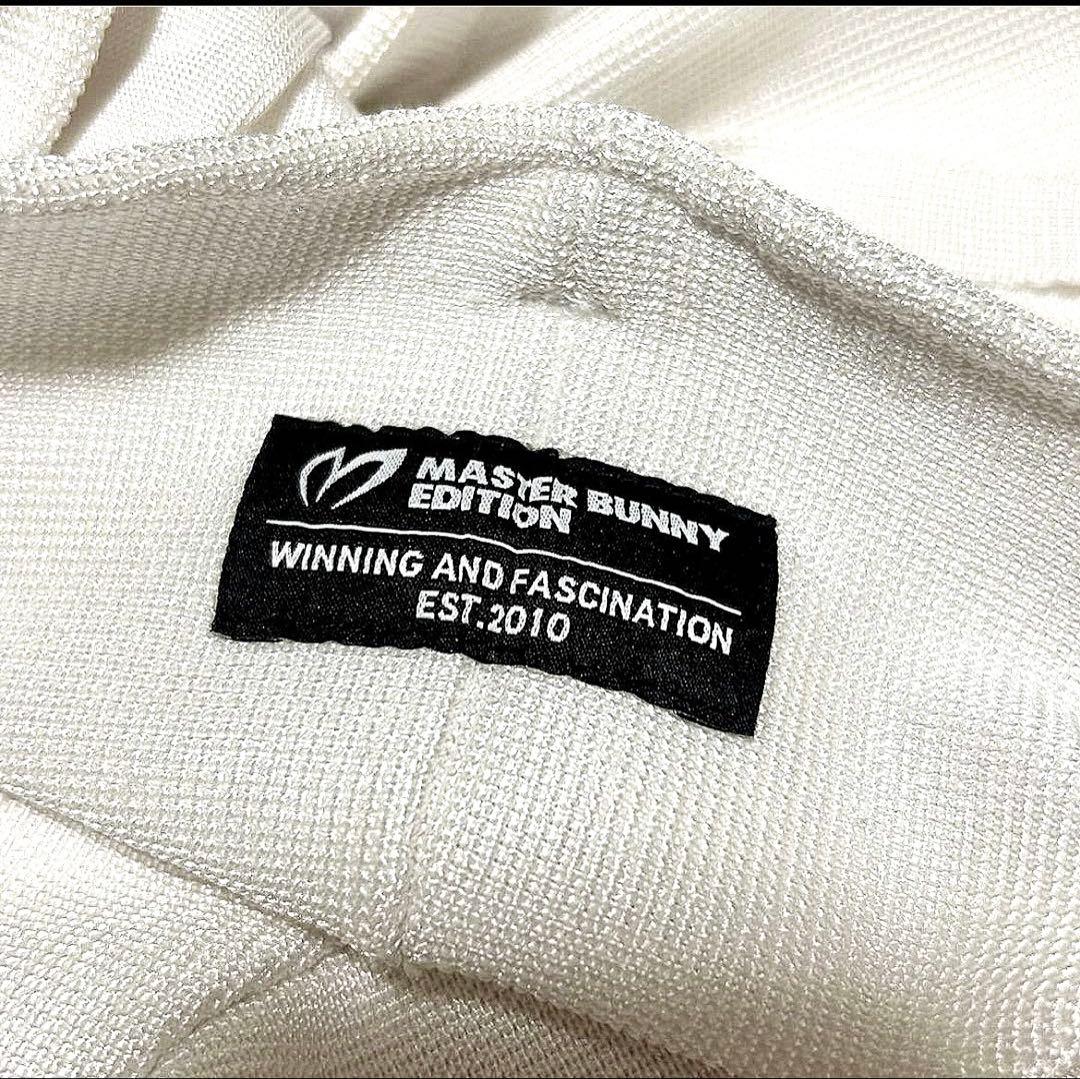 MASTER BUNNY
EDITION
WINNING AND FASCINATION
EST.2010